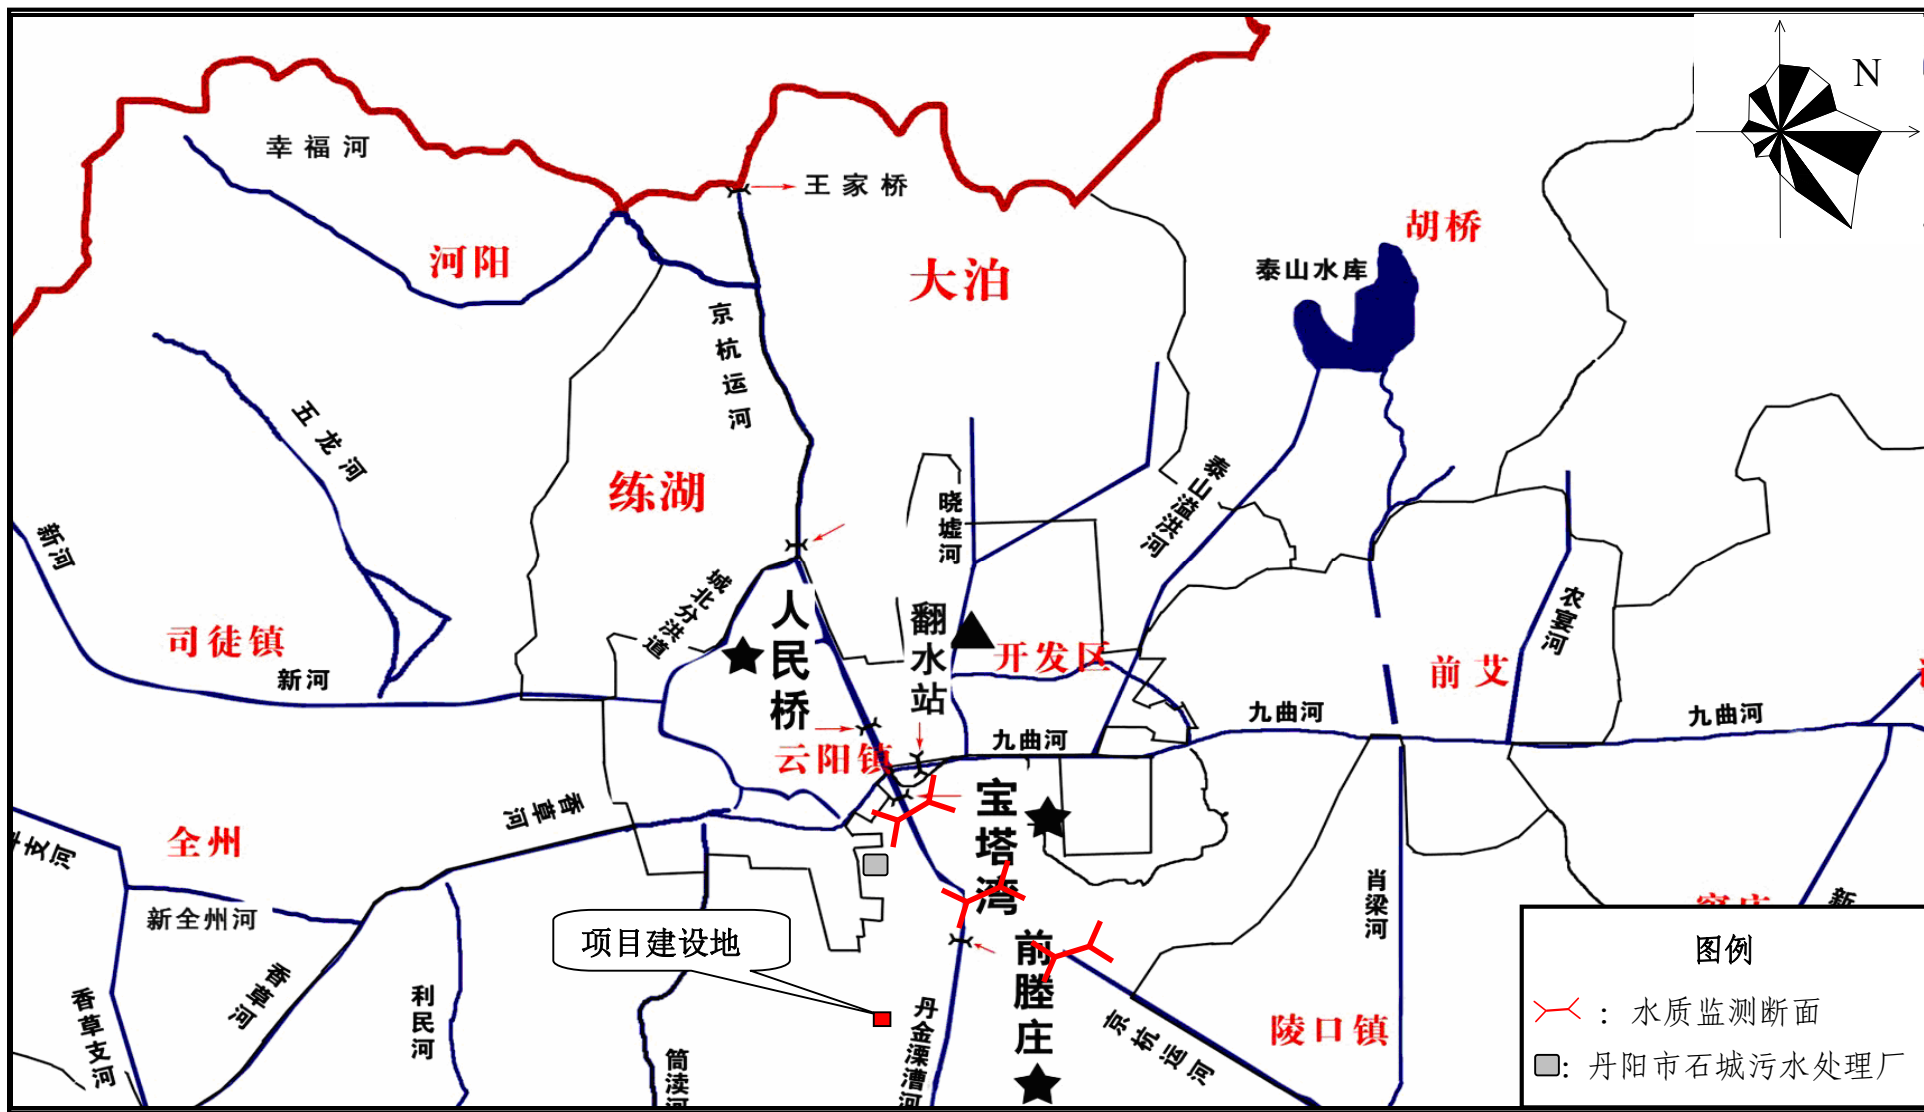 N
幸福河
王家桥
胡桥
河阳
大泊
泰山水库
京杭运河
五龙河
练湖
晓墟河
泰山溢洪河
新河
城北分洪道
人民桥
翻水站
农宴河
司徒镇
新河
开发区
前艾
九曲河
九曲河
九曲河
云阳镇
宝塔湾
香草河
全州
支河
新全州河
肖梁河
新
项目建设地
前塍庄
图例
香草河
香草支河
利民河
丹金溧漕河
京杭运河
陵口镇
：水质监测断面
筒渎河
：丹阳市石城污水处理厂